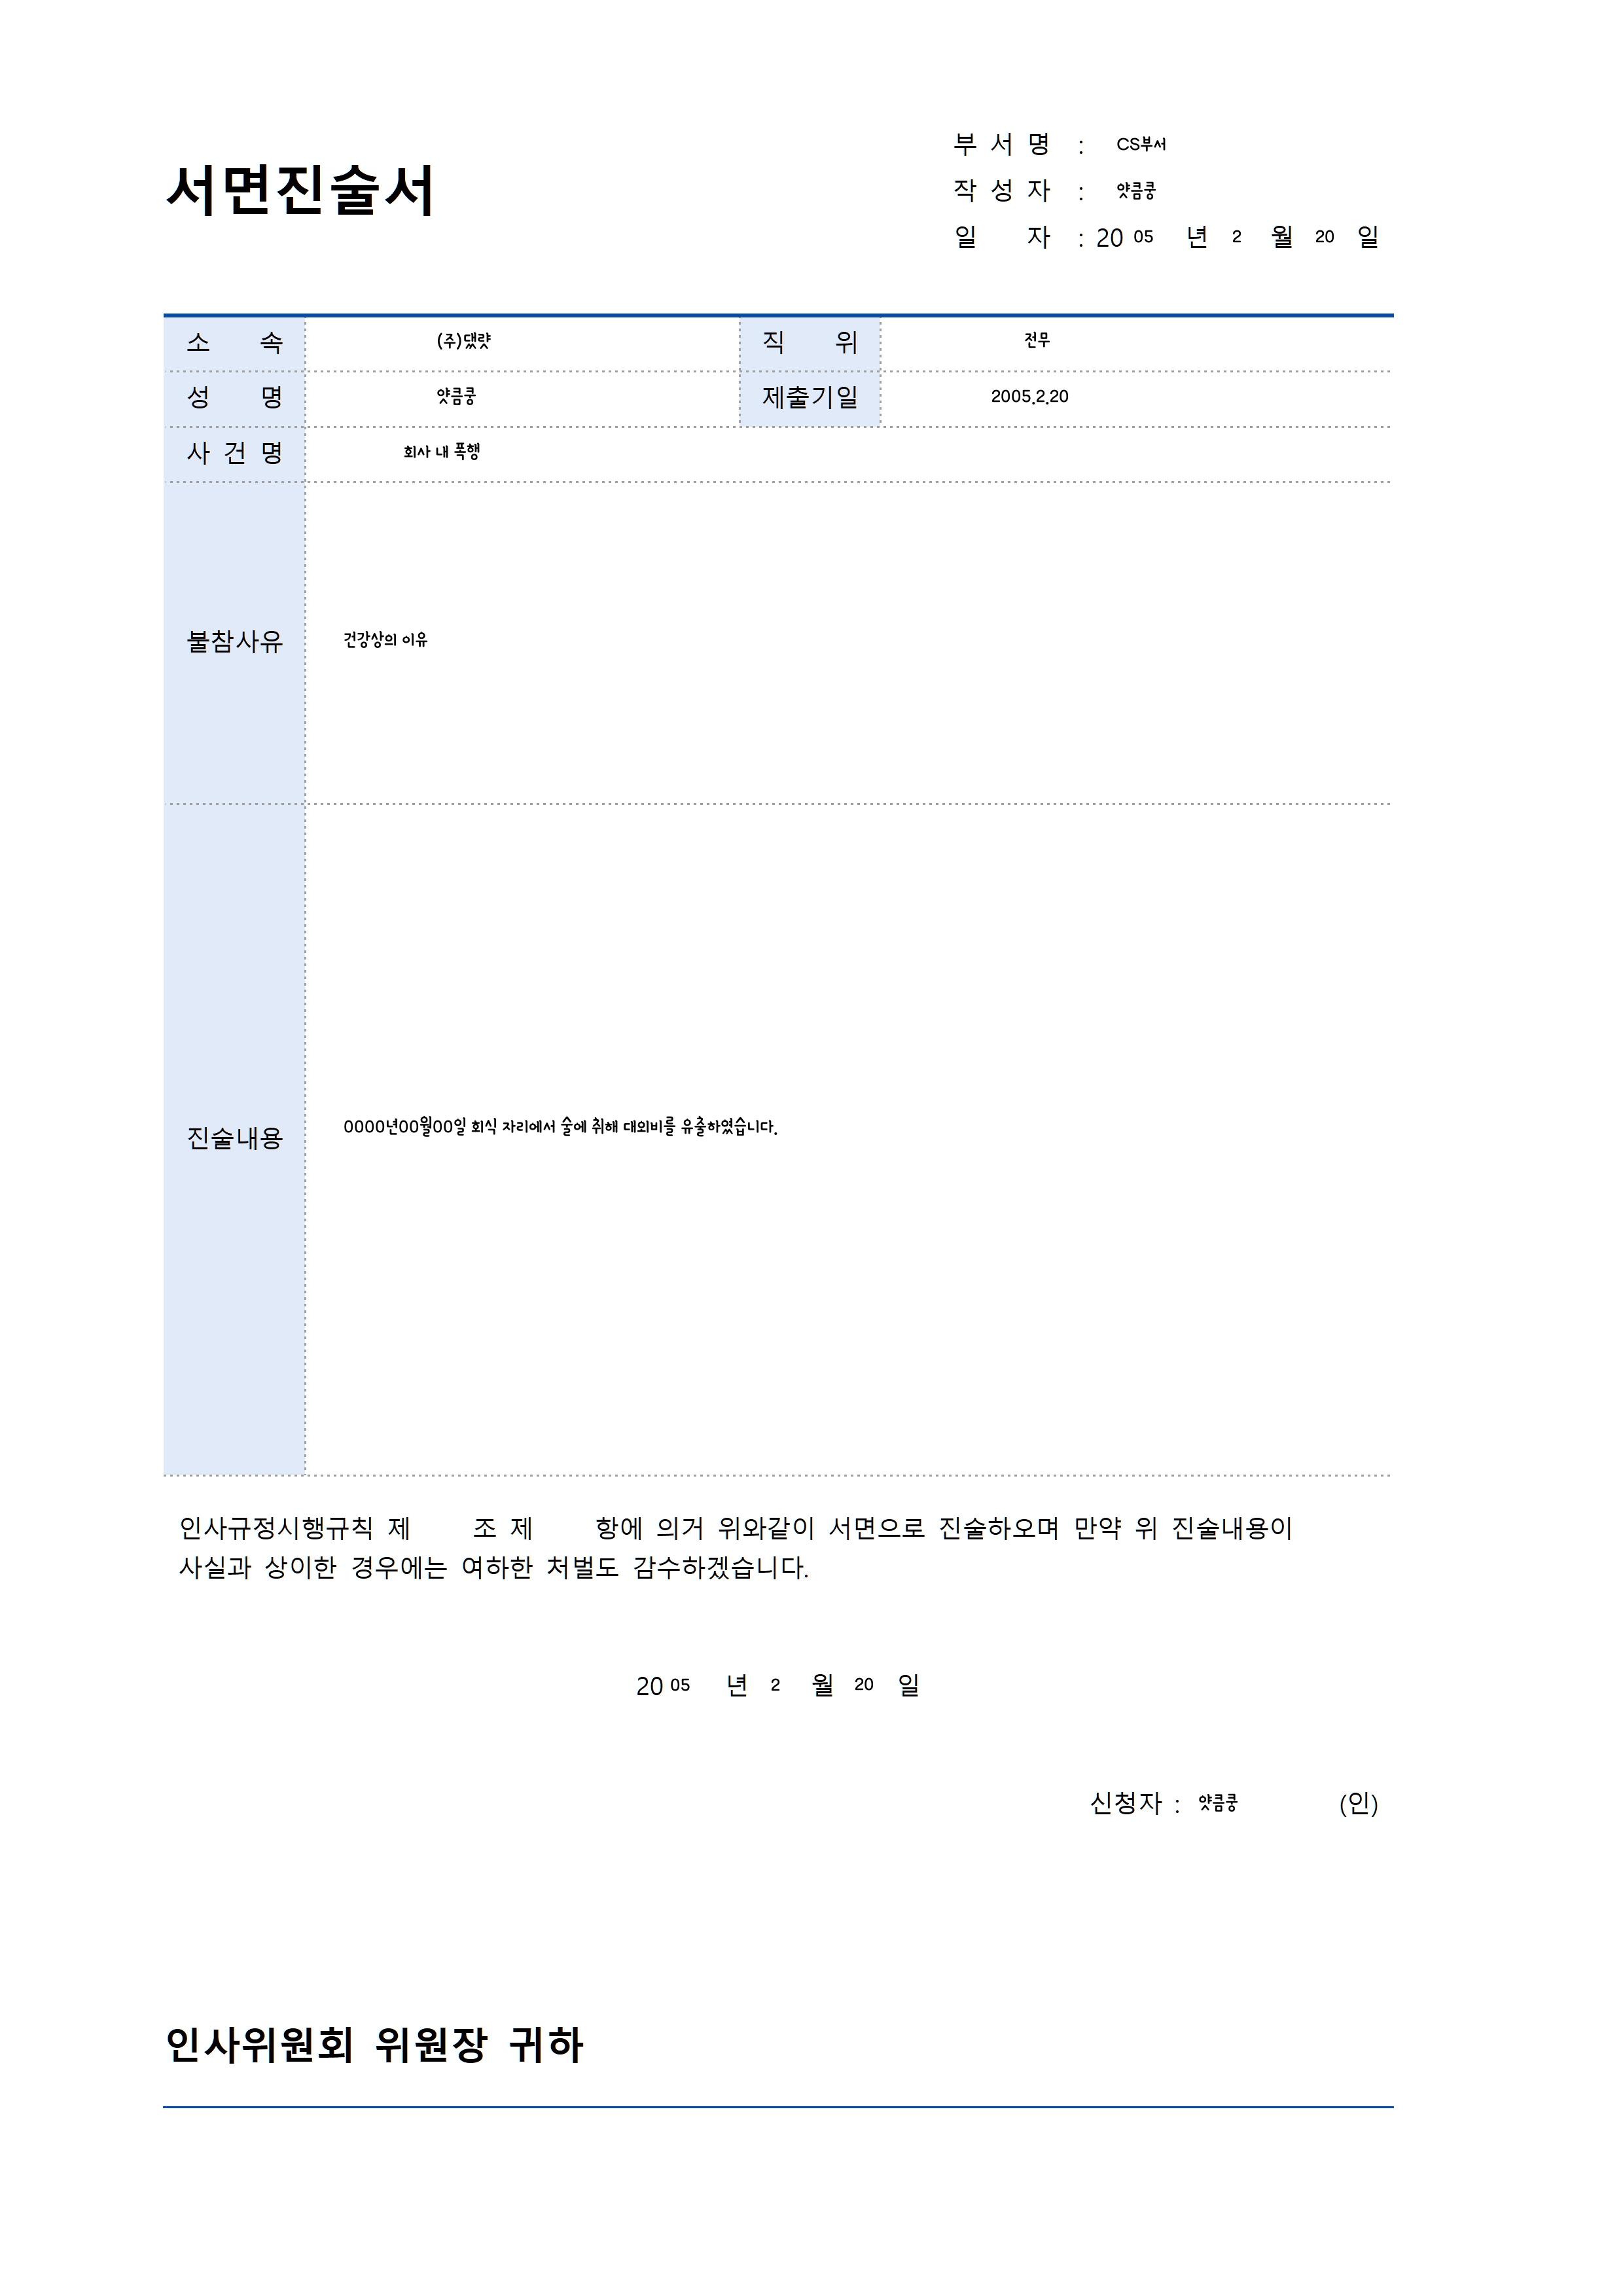 서면진술서
부 서 명 : CS부서
작 성 자 : 얏큼쿵
일 자 : 20 05 년 2 월 20 일
소 속 (주)댔럇 직 위 전무
성 명 얏큼쿵 제출기일 2005.2.20
사 건 명 회사 내 폭행
불참사유 건강상의 이유
진술내용 0000년00월00일 회식 자리에서 술에 취해 대외비를 유출하였습니다.
인사규정시행규칙 제 조 제 항에 의거 위와같이 서면으로 진술하오며 만약 위 진술내용이
사실과 상이한 경우에는 여하한 처벌도 감수하겠습니다.
20 05 년 2 월 20 일
신청자 : 얏큼쿵 (인)
인사위원회 위원장 귀하